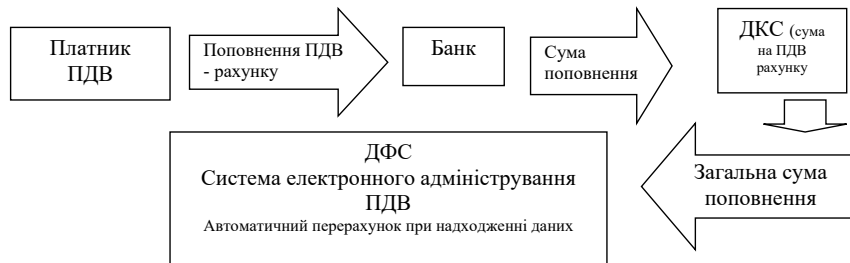 Платник
ПДВ
Поповнення ПДВ
- рахунку
Банк
Сума
поповнення
ДКС (сума
на ПДВ
рахунку
Загальна сума
поповнення
ДФС
Система електронного адміністрування
ПДВ
Автоматичний перерахунок при надходженні даних